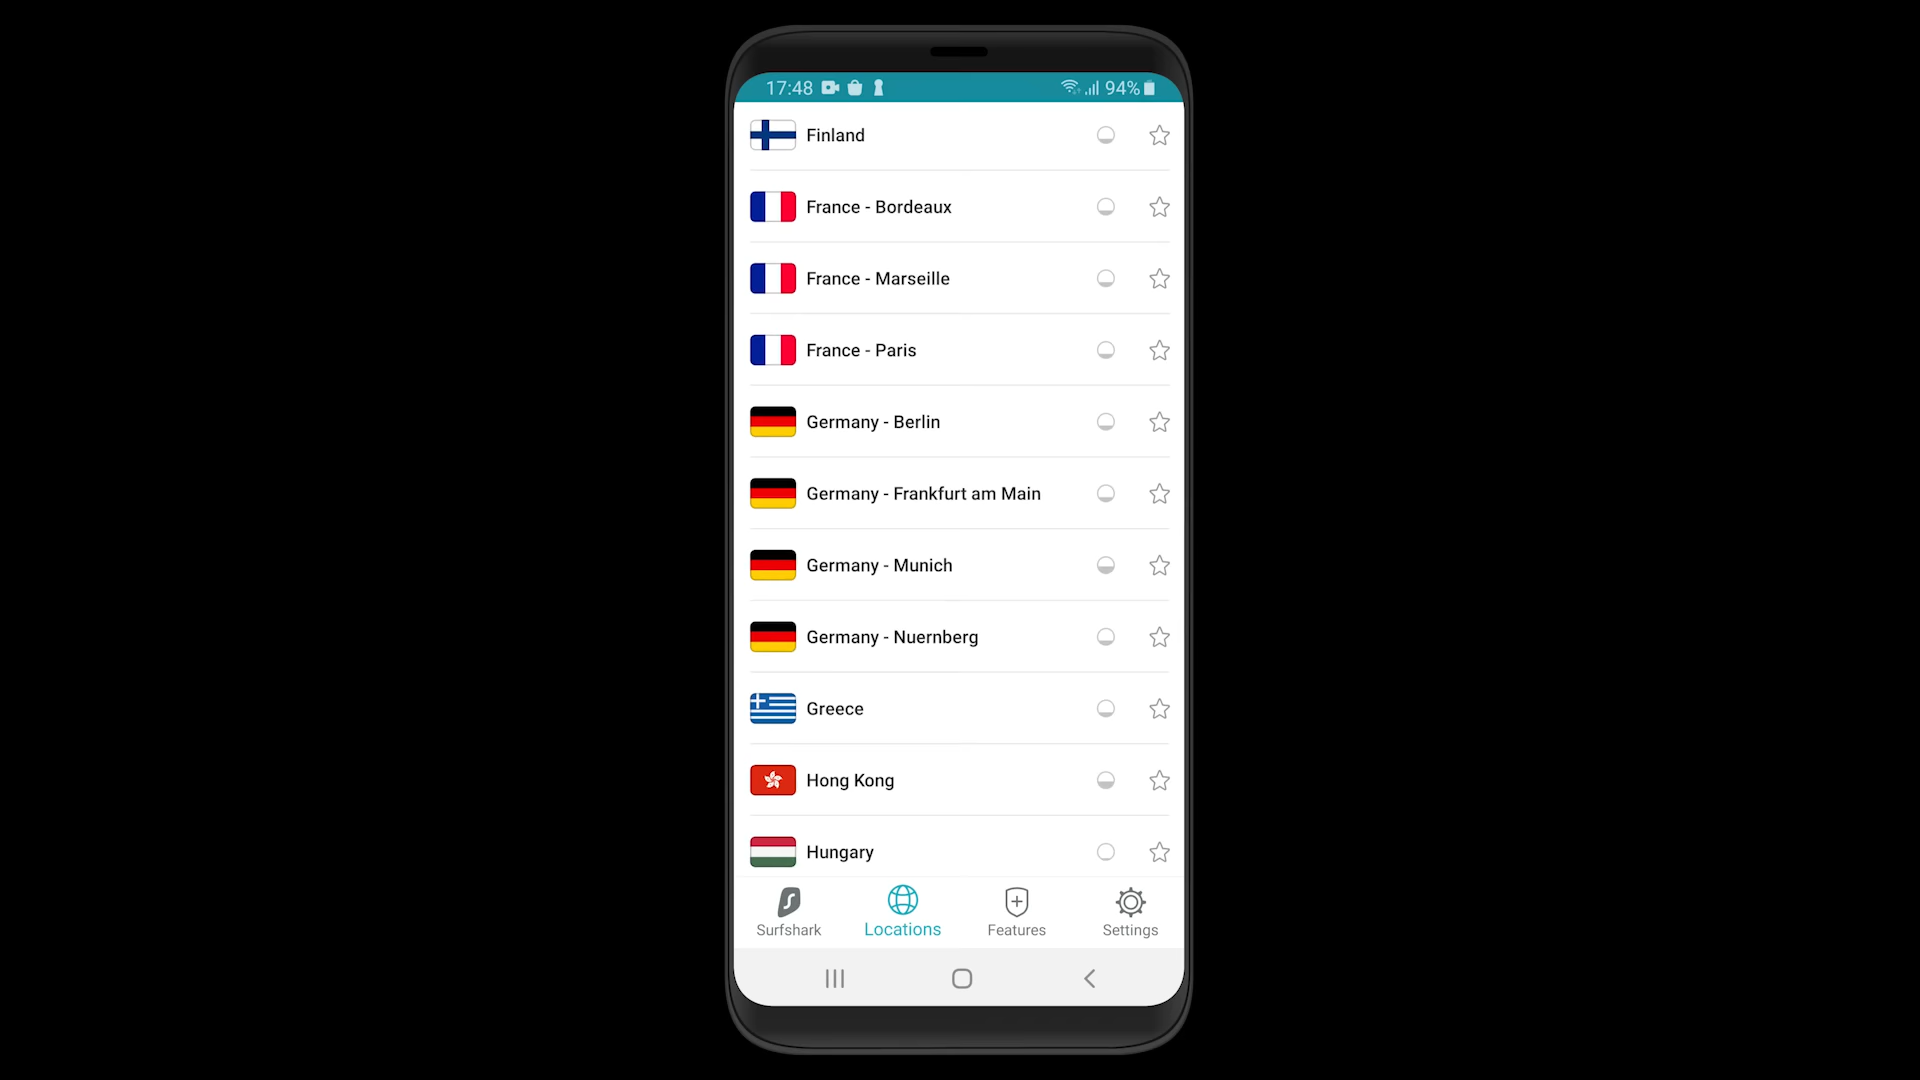 17:48 94%
Finland
France - Bordeaux
France - Marseille
France - Paris
Germany - Berlin
Germany - Frankfurt am Main
Germany - Munich
Germany - Nuernberg
Greece
Hong Kong
Hungary
Surfshark Locations Features Settings